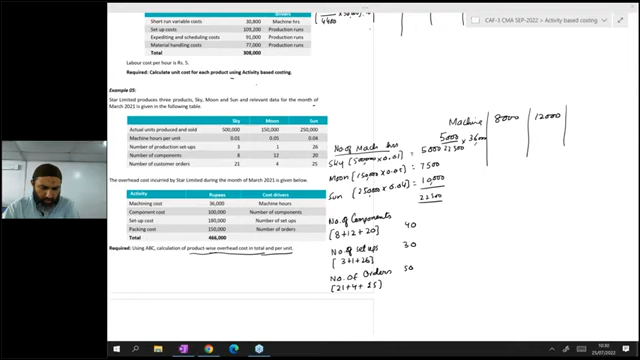 CAF-3 CMA SEP-2022 > Activity based costing
Drivers
Short run variable costs 30,800 Machine hrs
Set up costs 109,200 Production runs
Expediting and scheduling costs 91,000 Production runs
Material handling costs 77,000 Production runs
Total 308,000
Labour cost per hour is Rs. 5.
Required: Calculate unit cost for each product using Activity based costing.
Example 05:
Star Limited produces three products, Sky, Moon and Sun and relevant data for the month of
March 2021 is given in the following table.
Sky Moon Sun
Actual units produced and sold 500,000 150,000 250,000
Machine hours per unit 0.01 0.05 0.04
Number of production set-ups 3 1 26
Number of components 8 12 20
Number of customer orders 21 4 25
The overhead cost incurred by Star Limited during the month of March 2021 is given below.
Activity Rupees Cost drivers
Machining cost 36,000 Machine hours
Component cost 100,000 Number of components
Set-up cost 180,000 Number of set ups
Packing cost 150,000 Number of orders
Total 466,000
Required: Using ABC, calculation of product-wise overhead cost in total and per unit.
4400
Machine 8000 12000
5000 x 36000
22500
No. of Mach hrs
Sky (500,000 x 0.01) = 5000
Moon (150,000 x 0.05) = 7500
Sun (250,000 x 0.04) = 10,000
22500
No. of Components 40
[8+12+20]
No. of set ups 30
[3+1+26]
No. Of Orders 50
[21+4+25]
10:30
25/07/2022